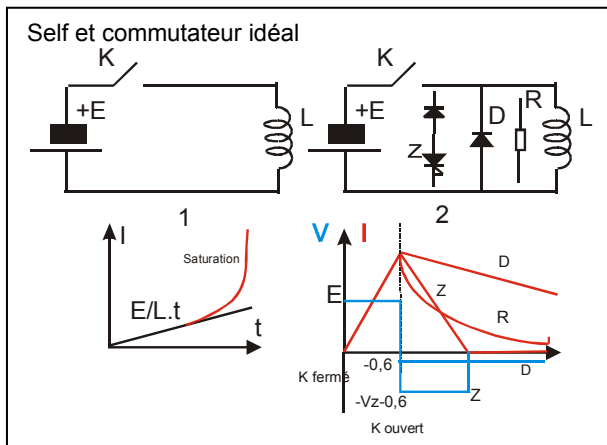 Self et commutateur idéal
K
K
+E
L
+E
Z
D
R
L
1
2
I
Saturation
E/L.t
t
V I
E
D
Z
R
I
K fermé
-0,6
D
-Vz-0,6
Z
K ouvert